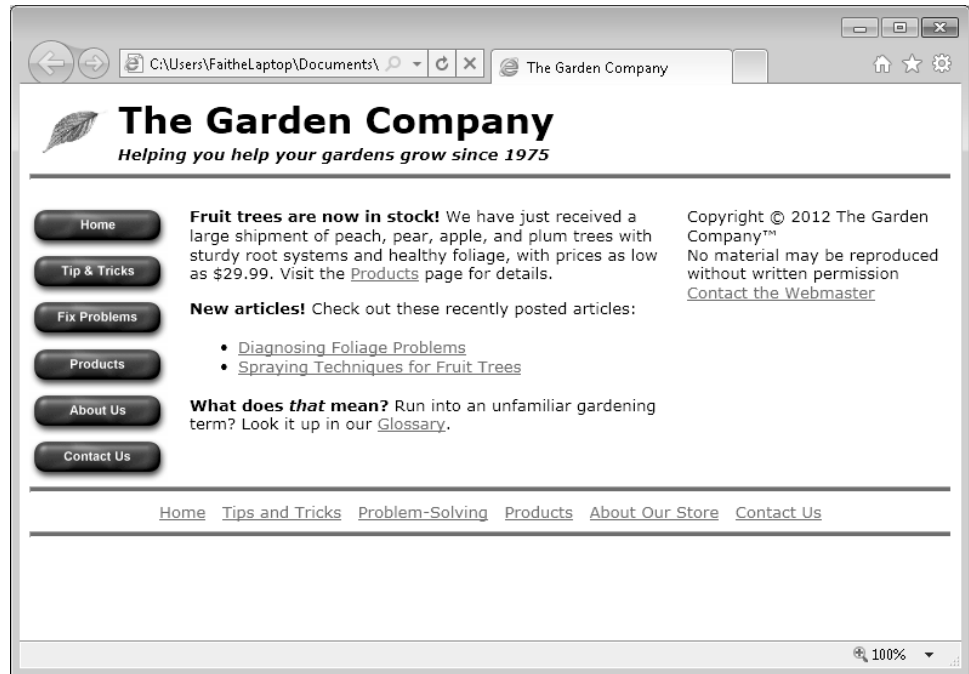 C:\Users\FaitheLaptop\Documents\
The Garden Company
The Garden Company
Helping you help your gardens grow since 1975
Home
Tip & Tricks
Fix Problems
Products
About Us
Contact Us
Fruit trees are now in stock! We have just received a
large shipment of peach, pear, apple, and plum trees with
sturdy root systems and healthy foliage, with prices as low
as $29.99. Visit the Products page for details.
New articles! Check out these recently posted articles:
• Diagnosing Foliage Problems
• Spraying Techniques for Fruit Trees
What does that mean? Run into an unfamiliar gardening
term? Look it up in our Glossary.
Copyright © 2012 The Garden
Company™
No material may be reproduced
without written permission
Contact the Webmaster
Home Tips and Tricks Problem-Solving Products About Our Store Contact Us
100%